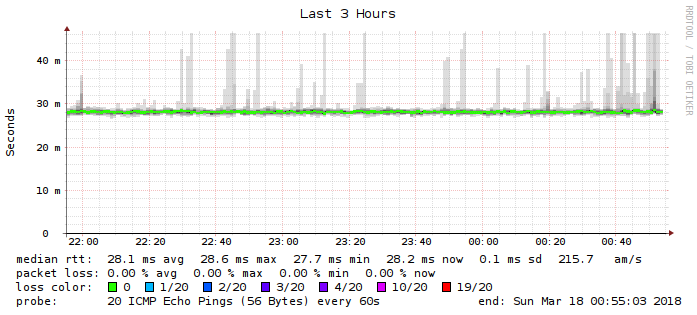 Last 3 Hours
RRDTOOL / TOBI OETIKER
Seconds
40 m
30 m
20 m
10 m
0
22:00 22:20 22:40 23:00 23:20 23:40 00:00 00:20 00:40
median rtt: 28.1 ms avg 28.6 ms max 27.7 ms min 28.2 ms now 0.1 ms sd 215.7 am/s
packet loss: 0.00 % avg 0.00 % max 0.00 % min 0.00 % now
loss color: 0 1/20 2/20 3/20 4/20 10/20 19/20
probe: 20 ICMP Echo Pings (56 Bytes) every 60s end: Sun Mar 18 00:55:03 2018